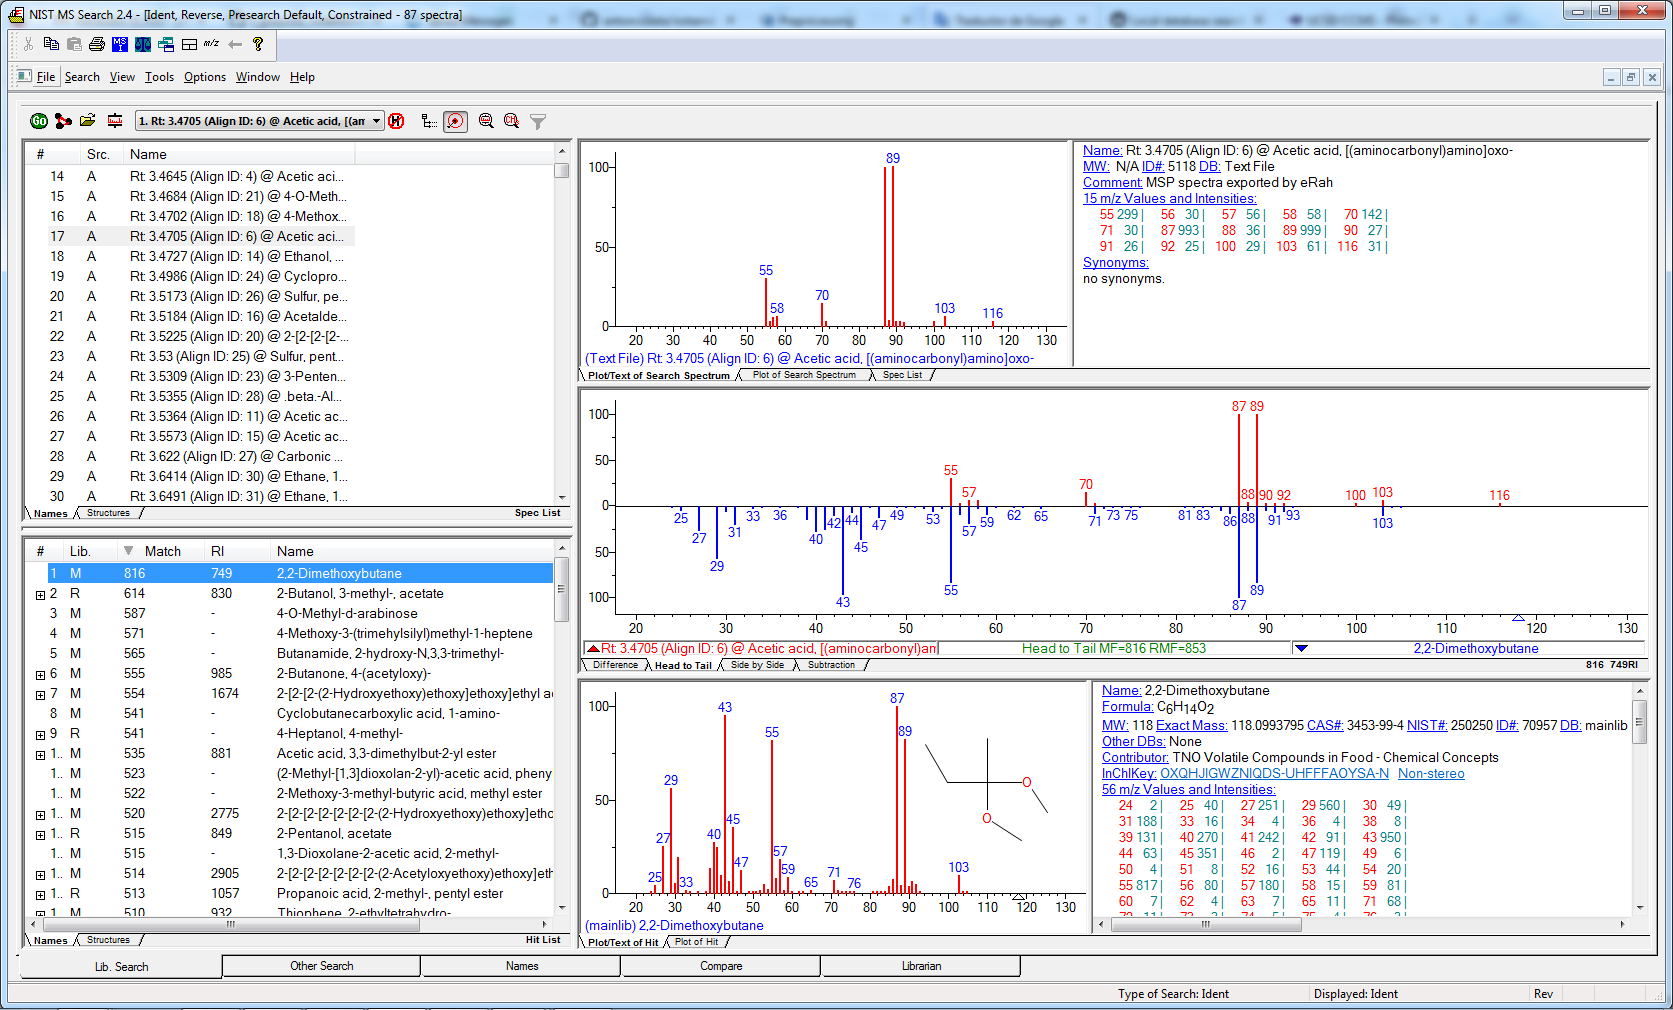 NIST MS Search 2.4 - [Ident, Reverse, Presearch Default, Constrained - 87 spectra]
File Search View Tools Options Window Help
1. Rt: 3.4705 (Align ID: 6) @ Acetic acid, [(am
# Src. Name
14 A Rt: 3.4645 (Align ID: 4) @ Acetic aci...
15 A Rt: 3.4684 (Align ID: 21) @ 4-O-Meth...
16 A Rt: 3.4702 (Align ID: 18) @ 4-Methox...
17 A Rt: 3.4705 (Align ID: 6) @ Acetic aci...
18 A Rt: 3.4727 (Align ID: 14) @ Ethanol, ...
19 A Rt: 3.4986 (Align ID: 24) @ Cyclopro...
20 A Rt: 3.5173 (Align ID: 26) @ Sulfur, pe...
21 A Rt: 3.5184 (Align ID: 16) @ Acetalde...
22 A Rt: 3.5225 (Align ID: 20) @ 2-[2-[2-[2-...
23 A Rt: 3.53 (Align ID: 25) @ Sulfur, pent...
24 A Rt: 3.5309 (Align ID: 23) @ 3-Penten...
25 A Rt: 3.5355 (Align ID: 28) @ .beta.-Al...
26 A Rt: 3.5364 (Align ID: 11) @ Acetic ac...
27 A Rt: 3.5573 (Align ID: 15) @ Acetic ac...
28 A Rt: 3.622 (Align ID: 27) @ Carbonic ...
29 A Rt: 3.6414 (Align ID: 30) @ Ethane, 1...
30 A Rt: 3.6491 (Align ID: 31) @ Ethane, 1...
Names Structures Spec List
# Lib. Match RI Name
1 M 816 749 2,2-Dimethoxybutane
2 R 614 830 2-Butanol, 3-methyl-, acetate
3 M 587 - 4-O-Methyl-d-arabinose
4 M 571 - 4-Methoxy-3-(trimehylsilyl)methyl-1-heptene
5 M 565 - Butanamide, 2-hydroxy-N,3,3-trimethyl-
6 M 555 985 2-Butanone, 4-(acetyloxy)-
7 M 554 1674 2-[2-[2-(2-Hydroxyethoxy)ethoxy]ethoxy]ethyl a
8 M 541 - Cyclobutanecarboxylic acid, 1-amino-
9 R 541 - 4-Heptanol, 4-methyl-
1.. M 535 881 Acetic acid, 3,3-dimethylbut-2-yl ester
1.. M 523 - (2-Methyl-[1,3]dioxolan-2-yl)-acetic acid, pheny
1.. M 522 - 2-Methoxy-3-methyl-butyric acid, methyl ester
1.. M 520 2775 2-[2-[2-[2-[2-[2-(2-Hydroxyethoxy)ethoxy]etho
1.. R 515 849 2-Pentanol, acetate
1.. M 515 - 1,3-Dioxolane-2-acetic acid, 2-methyl-
1.. M 514 2905 2-[2-[2-[2-[2-[2-(2-Acetyloxyethoxy)ethoxy]eth
1.. R 513 1057 Propanoic acid, 2-methyl-, pentyl ester
1.. M 510 932 Thiophene, 2-ethyltetrahydro-
Names Structures Hit List
100 50 0
89 55 58 70 103 116
20 30 40 50 60 70 80 90 100 110 120 130
(Text File) Rt: 3.4705 (Align ID: 6) @ Acetic acid, [(aminocarbonyl)amino]oxo-
Plot/Text of Search Spectrum Plot of Search Spectrum Spec List
Name: Rt: 3.4705 (Align ID: 6) @ Acetic acid, [(aminocarbonyl)amino]oxo-
MW: N/A ID#: 5118 DB: Text File
Comment: MSP spectra exported by eRah
15 m/z Values and Intensities:
55 299 | 56 30 | 57 56 | 58 58 | 70 142 |
71 30 | 87 993 | 88 36 | 89 999 | 90 27 |
91 26 | 92 25 | 100 29 | 103 61 | 116 31 |
Synonyms:
no synonyms.
100 50 0 50 100
55 57 70 87 89 88 90 92 100 103 116
25 27 29 31 33 36 40 42 43 44 45 47 49 53 55 57 59 62 65 71 73 75 81 83 86 87 88 89 91 93 103
20 30 40 50 60 70 80 90 100 110 120 130
Rt: 3.4705 (Align ID: 6) @ Acetic acid, [(aminocarbonyl)am
Head to Tail MF=816 RMF=853
2,2-Dimethoxybutane
Difference Head to Tail Side by Side Subtraction 816 749RI
100 50 0
25 27 29 33 40 43 45 47 55 57 59 65 71 76 87 89 103
O
O
20 30 40 50 60 70 80 90 100 110 120 130
(mainlib) 2,2-Dimethoxybutane
Plot/Text of Hit Plot of Hit
Name: 2,2-Dimethoxybutane
Formula: C6H14O2
MW: 118 Exact Mass: 118.0993795 CAS#: 3453-99-4 NIST#: 250250 ID#: 70957 DB: mainlib
Other DBs: None
Contributor: TNO Volatile Compounds in Food - Chemical Concepts
InChIKey: OXQHJIGWZNIQDS-UHFFFAOYSA-N Non-stereo
56 m/z Values and Intensities:
24 2 | 25 40 | 27 251 | 29 560 | 30 49 |
31 188 | 33 16 | 34 4 | 36 4 | 38 8 |
39 131 | 40 270 | 41 242 | 42 91 | 43 950 |
44 63 | 45 351 | 46 2 | 47 119 | 49 6 |
50 4 | 51 8 | 52 16 | 53 44 | 54 20 |
55 817 | 56 80 | 57 180 | 58 15 | 59 81 |
60 7 | 62 4 | 63 7 | 65 11 | 71 68 |
Lib. Search Other Search Names Compare Librarian
Type of Search: Ident Displayed: Ident Rev